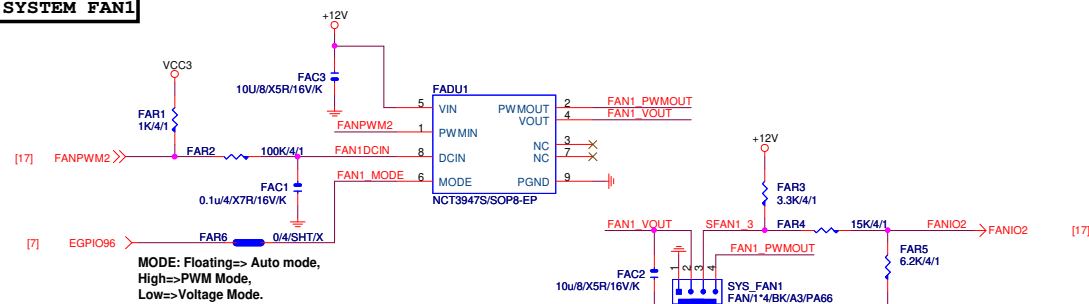 SYSTEM FAN1
+12V
VCC3
FAC3
10U/8/X5R/16V/K
FADU1
5 VIN
PWMOUT 2 FAN1_PWMOUT
VOUT 4 FAN1_VOUT
FAR1
1K/4/1
FANPWM2 1 PWMIN
NC 3
NC 7
+12V
[17] FANPWM2 FAR2 100K/4/1 FAN1DCIN 8 DCIN
FAN1_MODE 6 MODE
PGND 9
FAC1
0.1u/4/X7R/16V/K
NCT3947S/SOP8-EP
FAR3
3.3K/4/1
FAN1_VOUT SFAN1_3 FAR4 15K/4/1 FANIO2 FANIO2 [17]
[7] EGPIO96 FAR6 0/4/SHT/X
FAN1_PWMOUT
FAR5
6.2K/4/1
MODE: Floating=> Auto mode,
High=>PWM Mode,
Low=>Voltage Mode.
1 2 3 4
FAC2
10u/8/X5R/16V/K
SYS_FAN1
FAN/1*4/BK/A3/PA66